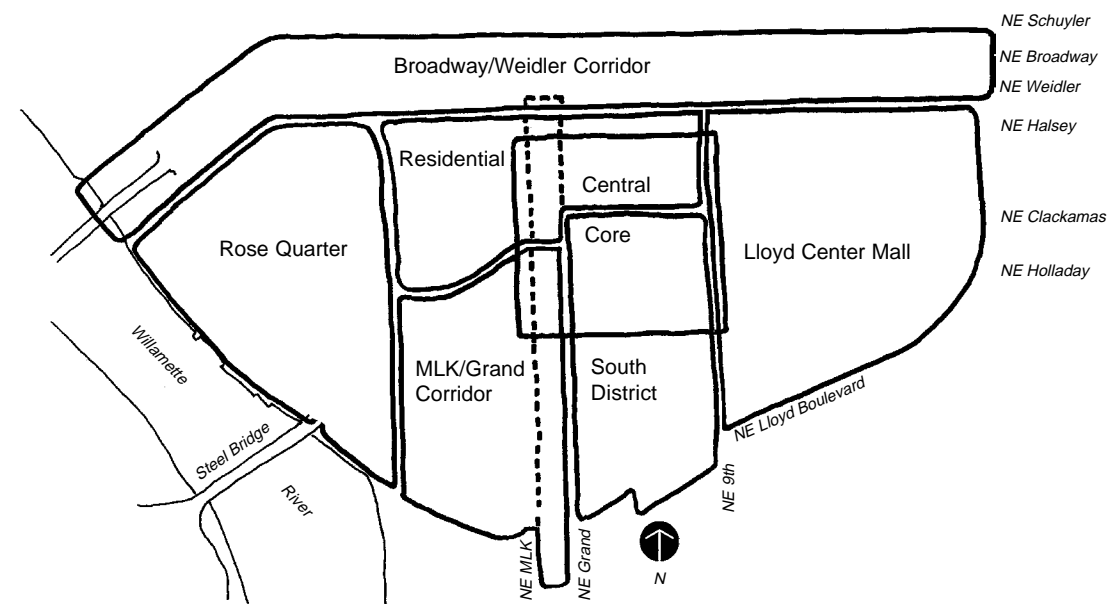 NE Schuyler
NE Broadway
Broadway/Weidler Corridor
NE Weidler
NE Halsey
Residential
Central
NE Clackamas
Core
Rose Quarter
Lloyd Center Mall
NE Holladay
Willamette
MLK/Grand
Corridor
South
District
NE Lloyd Boulevard
Steel Bridge
River
NE 9th
NE MLK
NE Grand
N